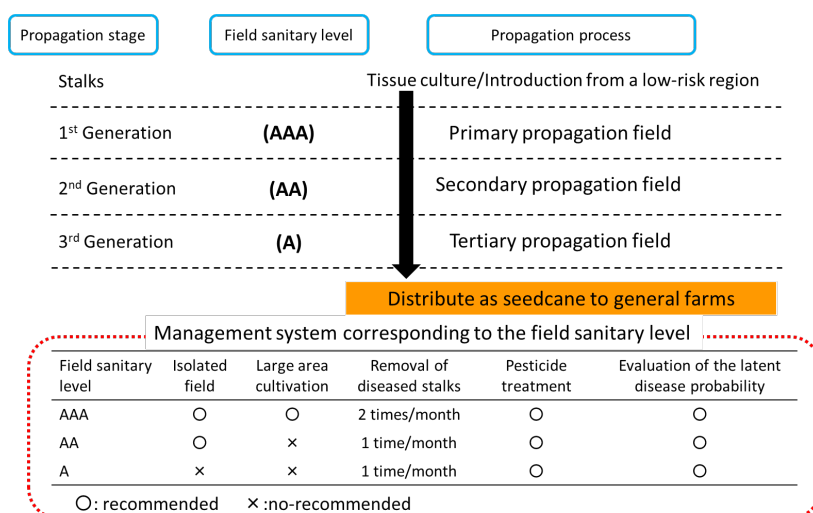 Propagation stage Field sanitary level Propagation process
Stalks Tissue culture/Introduction from a low-risk region
1st Generation (AAA) Primary propagation field
2nd Generation (AA) Secondary propagation field
3rd Generation (A) Tertiary propagation field
Distribute as seedcane to general farms
Management system corresponding to the field sanitary level
Field sanitary Isolated Large area Removal of Pesticide Evaluation of the latent
level field cultivation diseased stalks treatment disease probability
AAA ○ ○ 2 times/month ○ ○
AA ○ × 1 time/month ○ ○
A × × 1 time/month ○ ○
○: recommended × :no-recommended